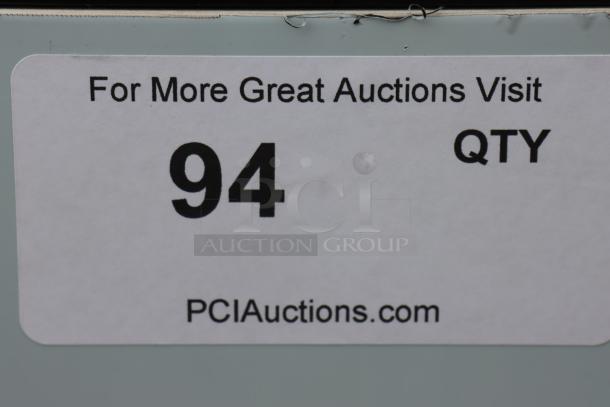 For More Great Auctions Visit
94 QTY
PCI
AUCTION GROUP
PCIAuctions.com